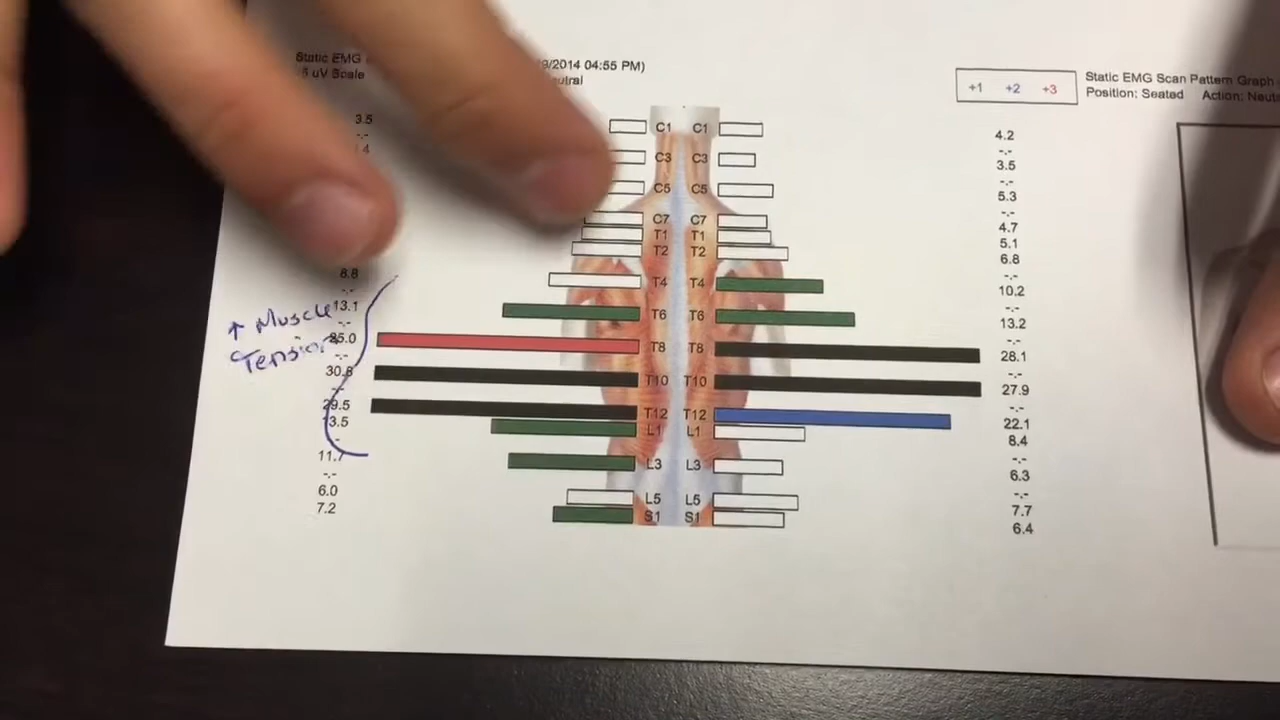 Static EMG
uV Scale
/2014 04:55 PM)
utral
+1 +2 +3
Static EMG Scan Pattern Graph
Position: Seated Action: Neut
3.5 C1 C1 4.2
-.- -.-
C3 C3 3.5
-.-
C5 C5 5.3
-.-
C7 C7 4.7
T1 T1 5.1
T2 T2 6.8
8.8 T4 T4 10.2
-.- -.-
13.1 T6 T6 13.2
-.- -.-
↑ Muscle
Tension
25.0 T8 T8 28.1
-.- -.-
30.8 T10 T10 27.9
-.- -.-
29.5 T12 T12 22.1
13.5 L1 L1 8.4
-.- -.-
11.7 L3 L3 6.3
-.- -.-
6.0 L5 L5 7.7
7.2 S1 S1 6.4